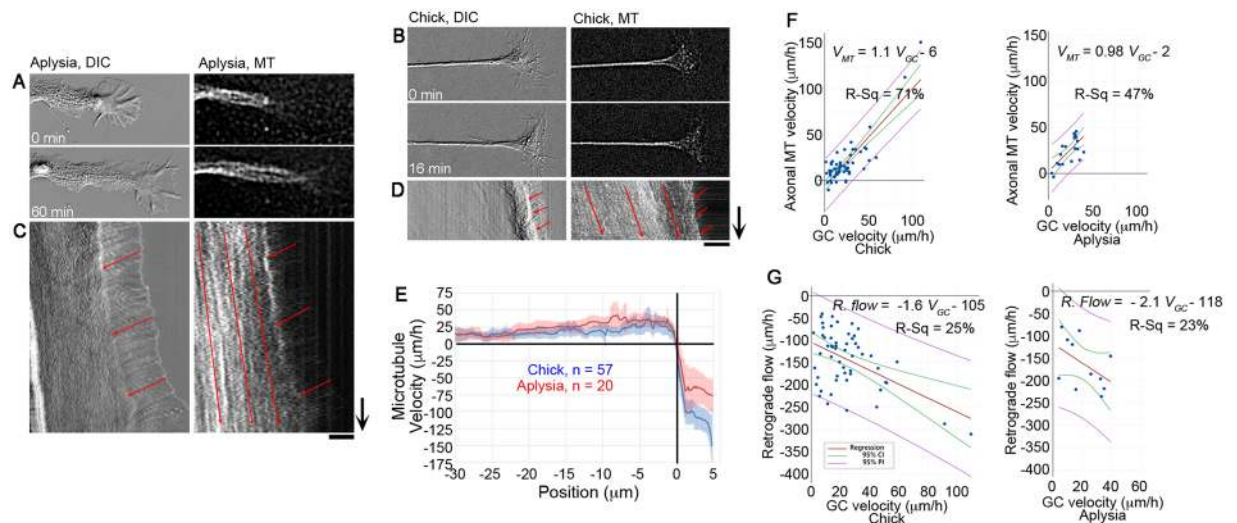 A
Aplysia, DIC
Aplysia, MT
0 min
60 min
C
Chick, DIC
Chick, MT
B
0 min
16 min
D
E
Microtubule
Velocity (μm/h)
75
50
25
0
-25
-50
-75
-100
-125
-150
-175
Chick, n = 57
Aplysia, n = 20
-30 -25 -20 -15 -10 -5 0 5
Position (μm)
F
Axonal MT velocity (μm/h)
150
100
50
0
V_MT = 1.1 V_GC - 6
R-Sq = 71%
0 50 100
GC velocity (μm/h)
Chick
Axonal MT velocity (μm/h)
150
100
50
0
V_MT = 0.98 V_GC - 2
R-Sq = 47%
0 50 100
GC velocity (μm/h)
Aplysia
G
Retrograde flow (μm/h)
0
-50
-100
-150
-200
-250
-300
-350
-400
R. flow = -1.6 V_GC - 105
R-Sq = 25%
Regression
95% CI
95% PI
0 20 40 60 80 100
GC velocity (μm/h)
Chick
Retrograde flow (μm/h)
0
-50
-100
-150
-200
-250
-300
-350
-400
R. Flow = - 2.1 V_GC - 118
R-Sq = 23%
0 20 40 60
GC velocity (μm/h)
Aplysia